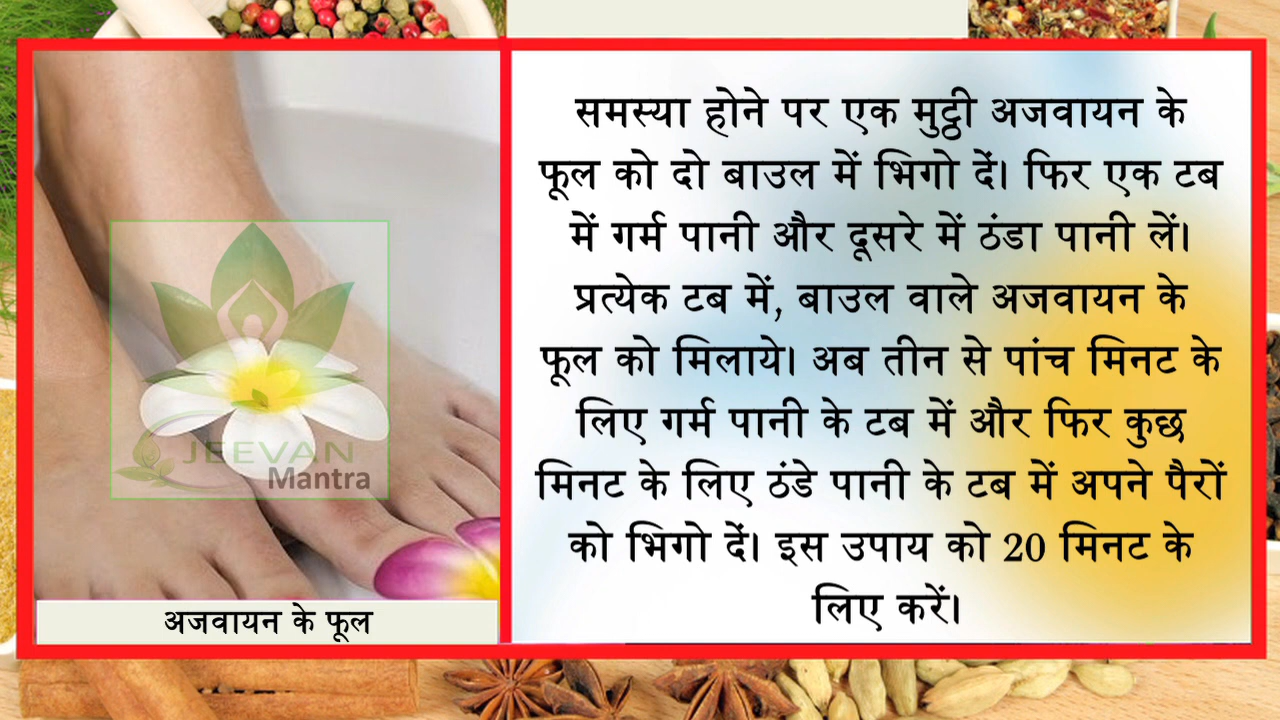 समस्या होने पर एक मुट्ठी अजवायन के
फूल को दो बाउल में भिगो दें। फिर एक टब
में गर्म पानी और दूसरे में ठंडा पानी लें।
प्रत्येक टब में, बाउल वाले अजवायन के
फूल को मिलाये। अब तीन से पांच मिनट के
लिए गर्म पानी के टब में और फिर कुछ
मिनट के लिए ठंडे पानी के टब में अपने पैरों
को भिगो दें। इस उपाय को 20 मिनट के
लिए करें।
JEEVAN
Mantra
अजवायन के फूल